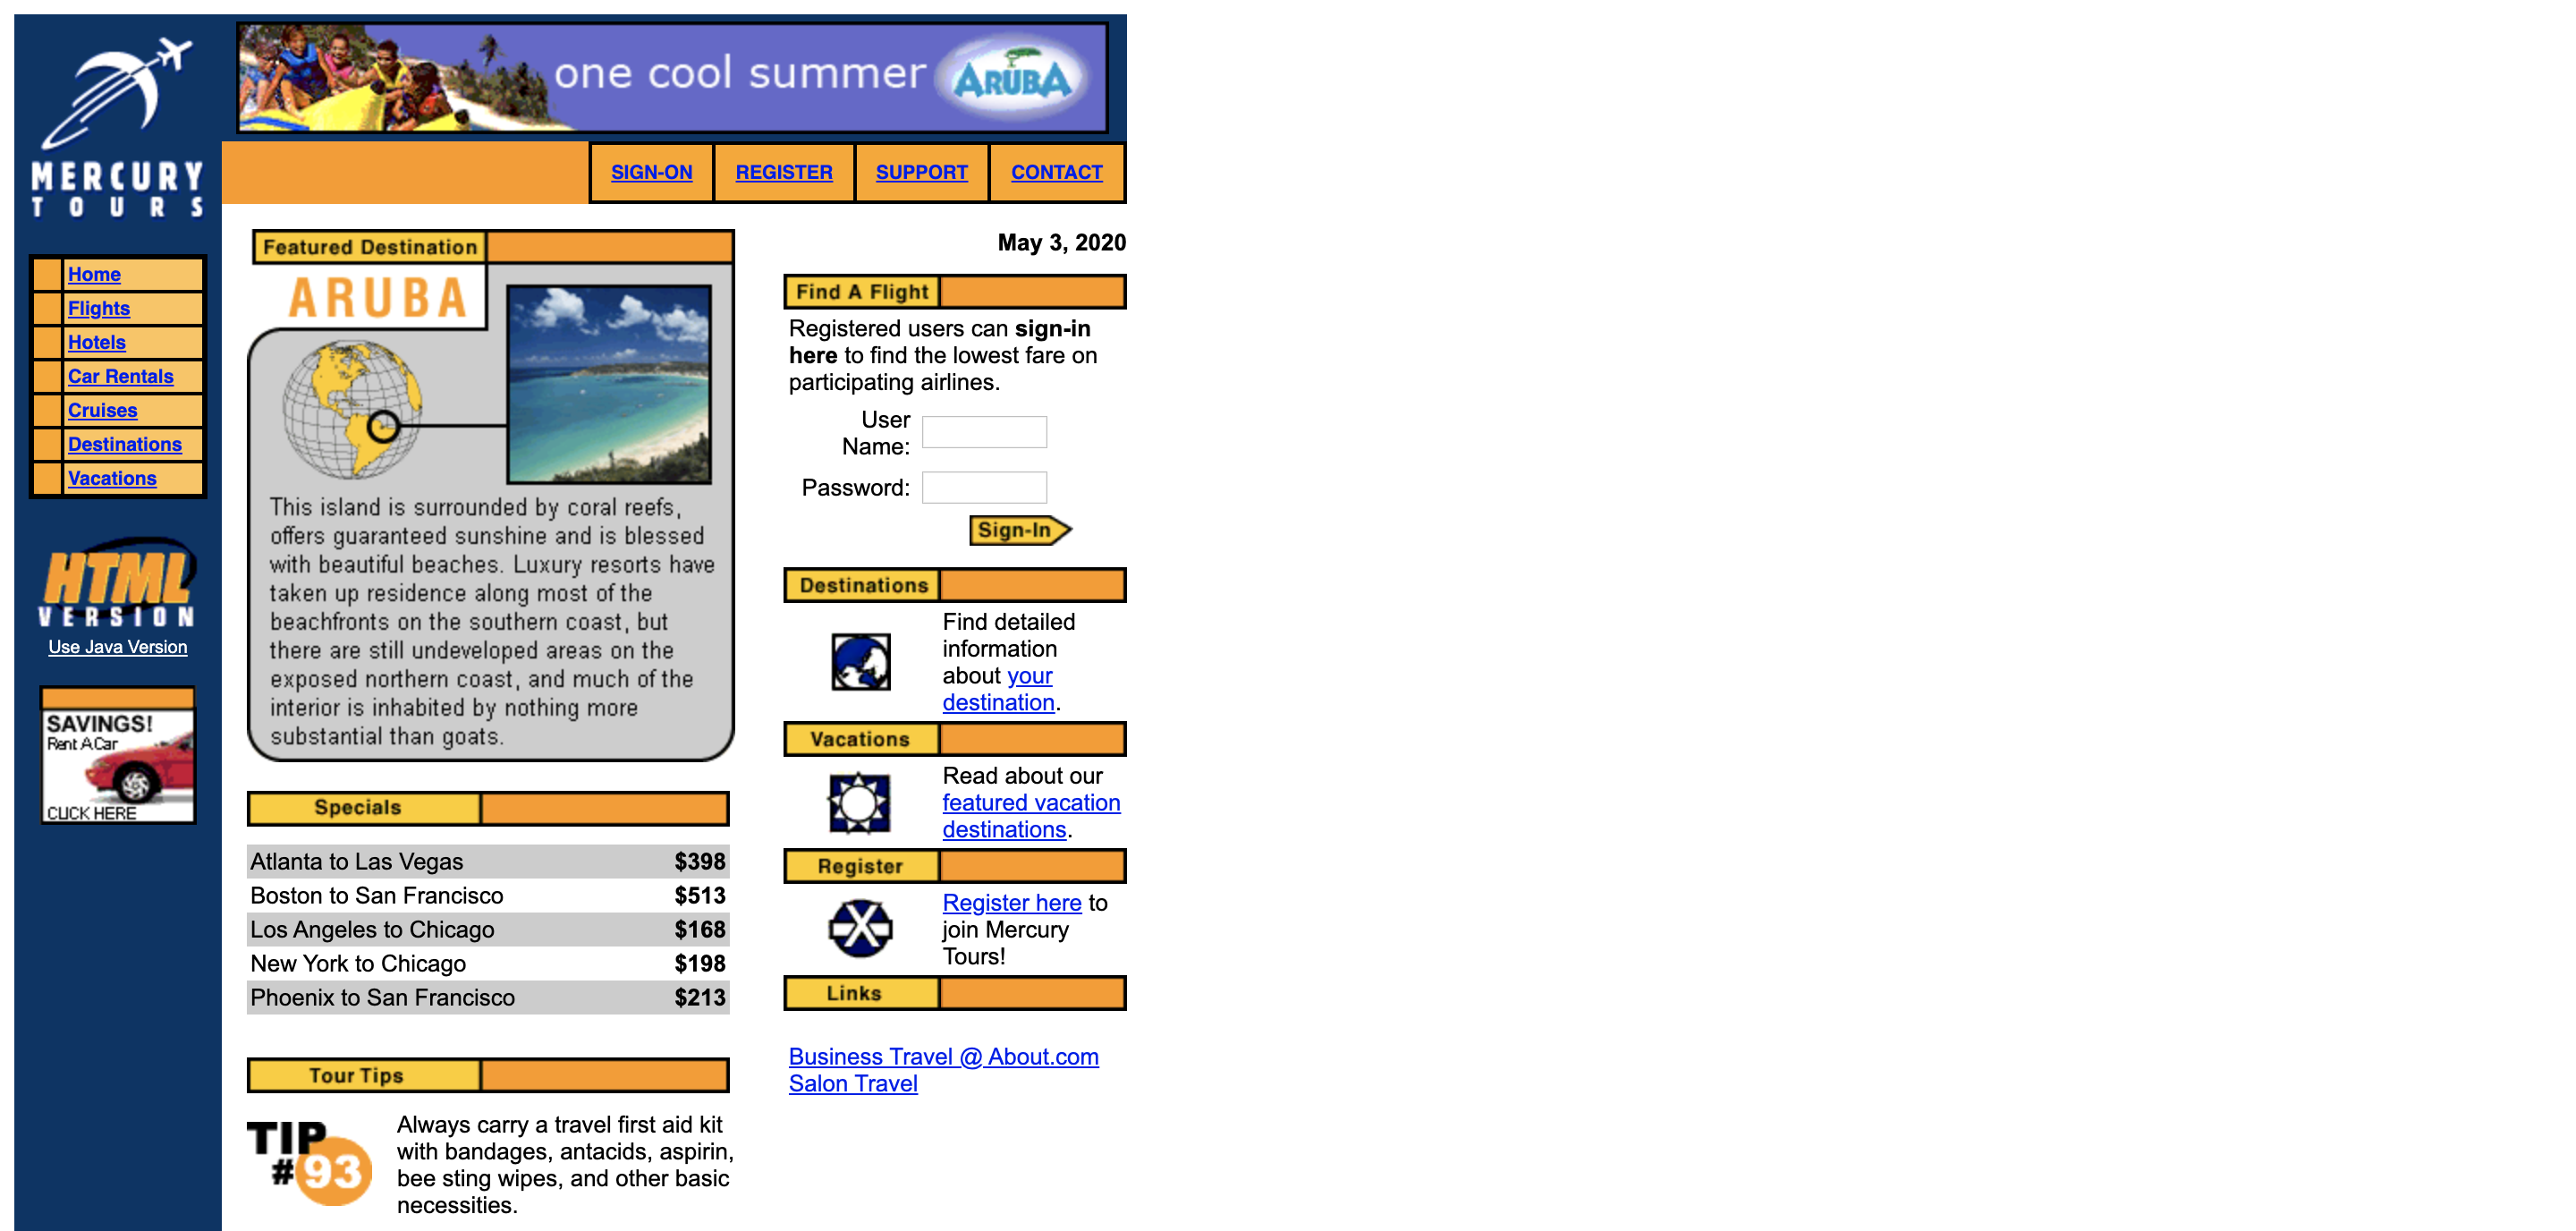 one cool summer
ARUBA
MERCURY
TOURS
SIGN-ON
REGISTER
SUPPORT
CONTACT
Home
Flights
Hotels
Car Rentals
Cruises
Destinations
Vacations
HTML
VERSION
Use Java Version
SAVINGS!
Rent A Car
CLICK HERE
Featured Destination
ARUBA
This island is surrounded by coral reefs,
offers guaranteed sunshine and is blessed
with beautiful beaches. Luxury resorts have
taken up residence along most of the
beachfronts on the southern coast, but
there are still undeveloped areas on the
exposed northern coast, and much of the
interior is inhabited by nothing more
substantial than goats.
Specials
Atlanta to Las Vegas $398
Boston to San Francisco $513
Los Angeles to Chicago $168
New York to Chicago $198
Phoenix to San Francisco $213
Tour Tips
TIP
#93
Always carry a travel first aid kit
with bandages, antacids, aspirin,
bee sting wipes, and other basic
necessities.
May 3, 2020
Find A Flight
Registered users can sign-in
here to find the lowest fare on
participating airlines.
User
Name:
Password:
Sign-In
Destinations
Find detailed
information
about your
destination.
Vacations
Read about our
featured vacation
destinations.
Register
Register here to
join Mercury
Tours!
Links
Business Travel @ About.com
Salon Travel